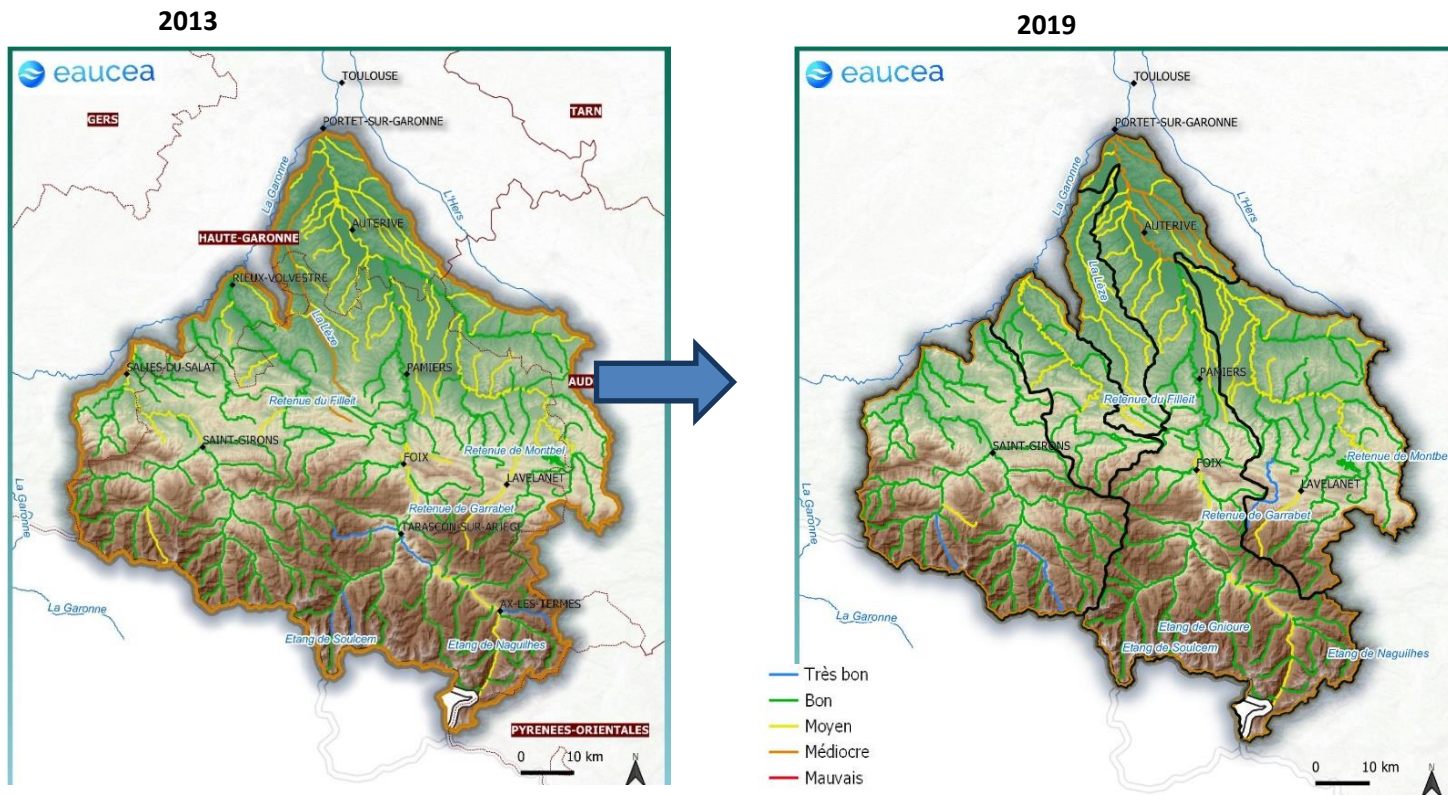 2013
eaucea
TOULOUSE
GERS
TARN
PORTET-SUR-GARONNE
La Garonne
L'Hers
AUTERIVE
HAUTE-GARONNE
RIEUX-VOLVESTRE
La Lèze
SALIES-DU-SALAT
PAMIERS
AUD
Retenue du Filleit
SAINT-GIRONS
Retenue de Montbel
FOIX
LAVELANET
La Garonne
Retenue de Garrabet
TARASCON-SUR-ARIEGE
La Garonne
AX-LES-TERMES
Etang de Soulcem
Etang de Naguilhes
PYRENEES-ORIENTALES
0 10 km
N
2019
eaucea
TOULOUSE
PORTET-SUR-GARONNE
La Garonne
L'Hers
AUTERIVE
La Lèze
PAMIERS
Retenue du Filleit
SAINT-GIRONS
Retenue de Montbe
FOIX
LAVELANET
La Garonne
Retenue de Garrabet
La Garonne
Etang de Gnioure
Etang de Soulcem
Etang de Naguilhes
Très bon
Bon
Moyen
Médiocre
Mauvais
0 10 km
N